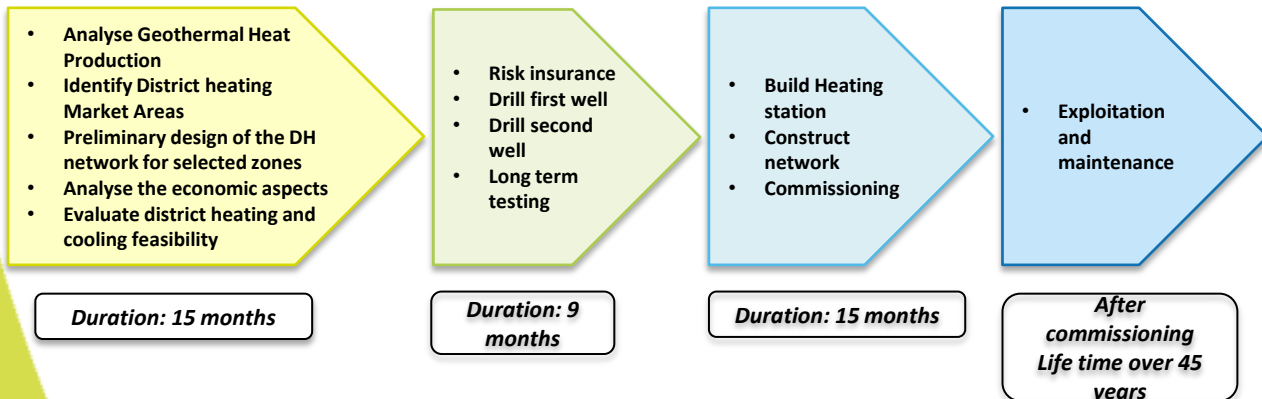 • Analyse Geothermal Heat
Production
• Identify District heating
Market Areas
• Preliminary design of the DH
network for selected zones
• Analyse the economic aspects
• Evaluate district heating and
cooling feasibility
Duration: 15 months
• Risk insurance
• Drill first well
• Drill second
well
• Long term
testing
Duration: 9
months
• Build Heating
station
• Construct
network
• Commissioning
Duration: 15 months
• Exploitation
and
maintenance
After
commissioning
Life time over 45
years